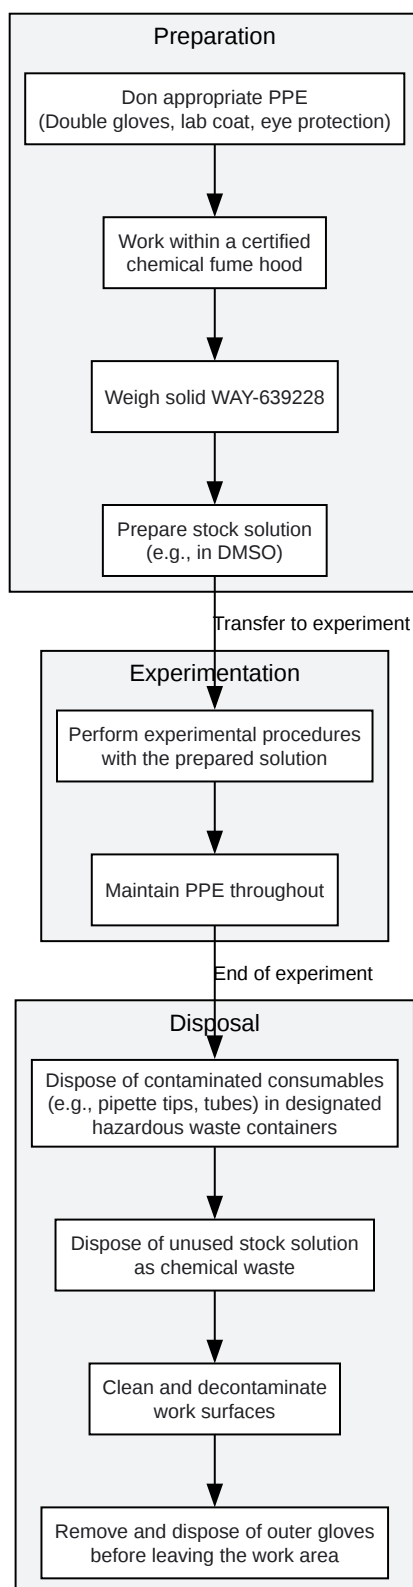 Preparation
Don appropriate PPE
(Double gloves, lab coat, eye protection)
Work within a certified
chemical fume hood
Weigh solid WAY-639228
Prepare stock solution
(e.g., in DMSO)
Transfer to experiment
Experimentation
Perform experimental procedures
with the prepared solution
Maintain PPE throughout
End of experiment
Disposal
Dispose of contaminated consumables
(e.g., pipette tips, tubes) in designated
hazardous waste containers
Dispose of unused stock solution
as chemical waste
Clean and decontaminate
work surfaces
Remove and dispose of outer gloves
before leaving the work area